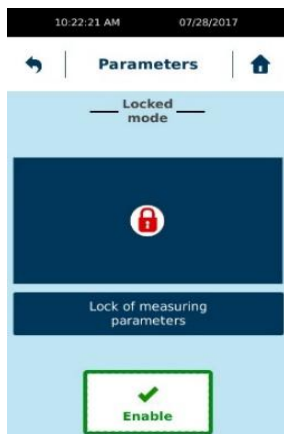 10:22:21 AM 07/28/2017
Parameters
Locked
mode
Lock of measuring
parameters
Enable